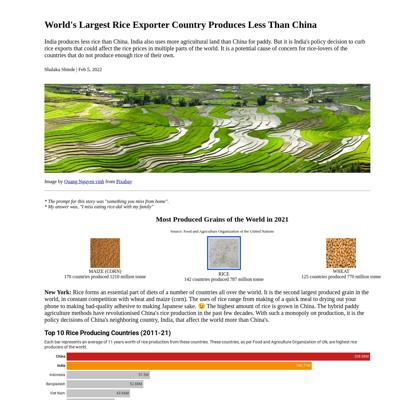 World's Largest Rice Exporter Country Produces Less Than China
India produces less rice than China. India also uses more agricultural land than China for paddy. But it is India's policy decision to curb
rice exports that could affect the rice prices in multiple parts of the world. It is a potential cause of concern for rice-lovers of the
countries that do not produce enough rice of their own.
Shalaka Shinde | Feb 5, 2022
Image by Quang Nguyen vinh from Pixabay
* The prompt for this story was "something you miss from home".
* My answer was, "I miss eating rice-dal with my family"
Most Produced Grains of the World in 2021
Source: Food and Agriculture Organization of the United Nations
MAIZE (CORN)
170 countries produced 1210 million tonne
RICE
142 countries produced 787 million tonne
WHEAT
125 countries produced 770 million tonne
New York: Rice forms an essential part of diets of a number of countries all over the world. It is the second largest produced grain in the
world, in constant competition with wheat and maize (corn). The uses of rice range from making of a quick meal to drying out your
phone to making bad-quality adhesive to making Japanese sake. 😉 The highest amount of rice is grown in China. The hybrid paddy
agriculture methods have revolutionised China's rice production in the past few decades. With such a monopoly on production, it is the
policy decisions of China's neighboring country, India, that affect the world more than China's.
Top 10 Rice Producing Countries (2011-21)
Each bar represents an average of 11 years worth of rice production from these countries. These countries, as per Food and Agriculture Organization of UN, are highest rice
producers of the world.
China
India
Indonesia
Bangladesh
Viet Nam